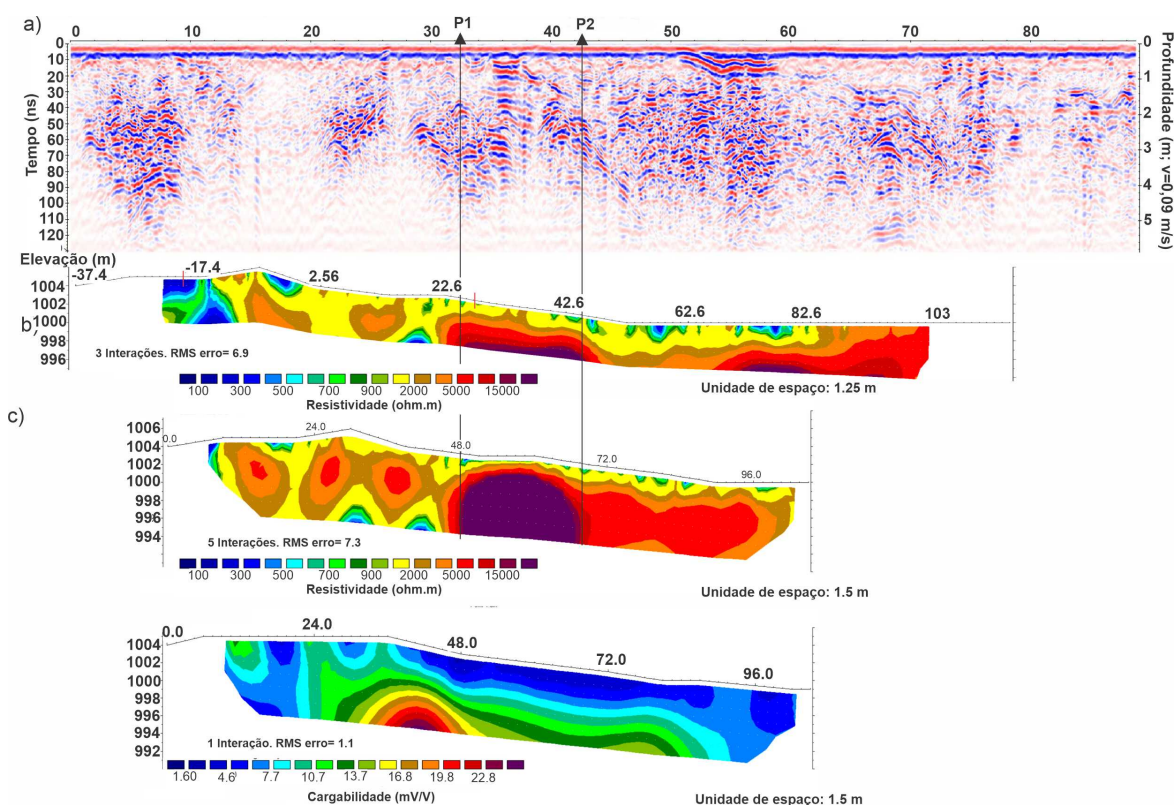 a)
P1 P2
0 10 20 30 40 50 60 70 80
0 10 20 30 40 50 60 70 80 90 100 110 120
Tempo (ns)
0 1 2 3 4 5
Profundidade (m; v=0,09 m/s)
Elevação (m)
-37.4 -17.4 2.56 22.6 42.6 62.6 82.6 103
1004
1002
1000
998
996
b)
3 Interações. RMS erro= 6.9
100 300 500 700 900 2000 5000 15000
Resistividade (ohm.m)
Unidade de espaço: 1.25 m
c)
1006
1004
1002
1000
998
996
994
0.0 24.0 48.0 72.0 96.0
5 Interações. RMS erro= 7.3
100 300 500 700 900 2000 5000 15000
Resistividade (ohm.m)
Unidade de espaço: 1.5 m
0.0 24.0 48.0 72.0 96.0
1004
1002
1000
998
996
994
992
1 Interação. RMS erro= 1.1
1.60 4.6 7.7 10.7 13.7 16.8 19.8 22.8
Cargabilidade (mV/V)
Unidade de espaço: 1.5 m